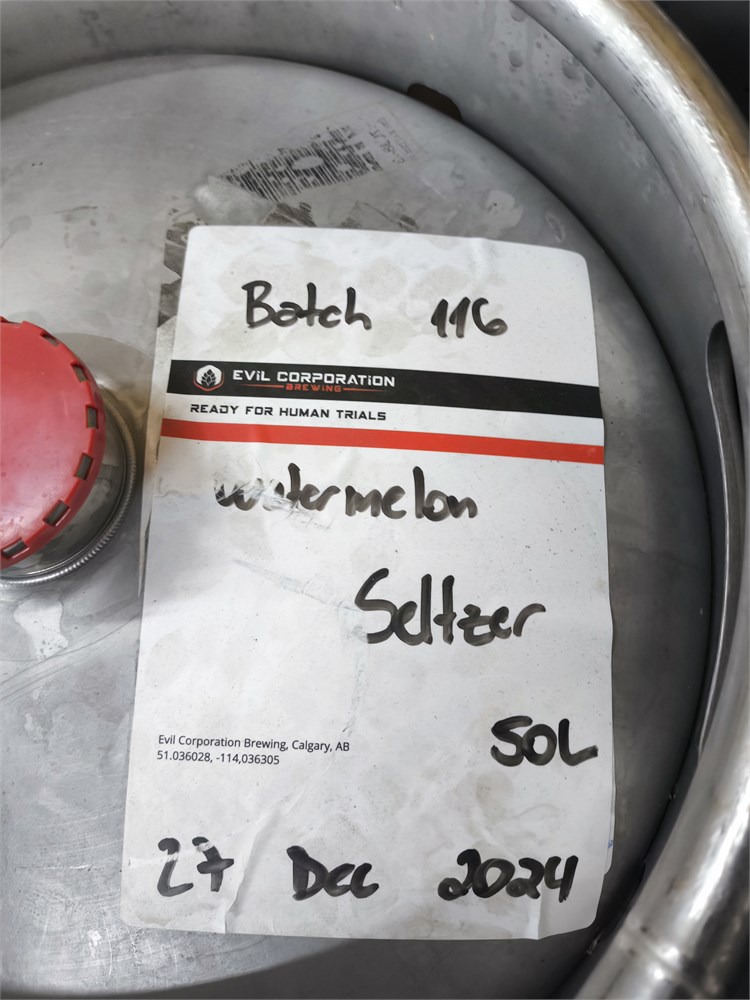 Batch 116
EVIL CORPORATION
BREWING
READY FOR HUMAN TRIALS
Watermelon
Seltzer
50L
Evil Corporation Brewing, Calgary, AB
51.036028, -114,036305
27 Dec 2024